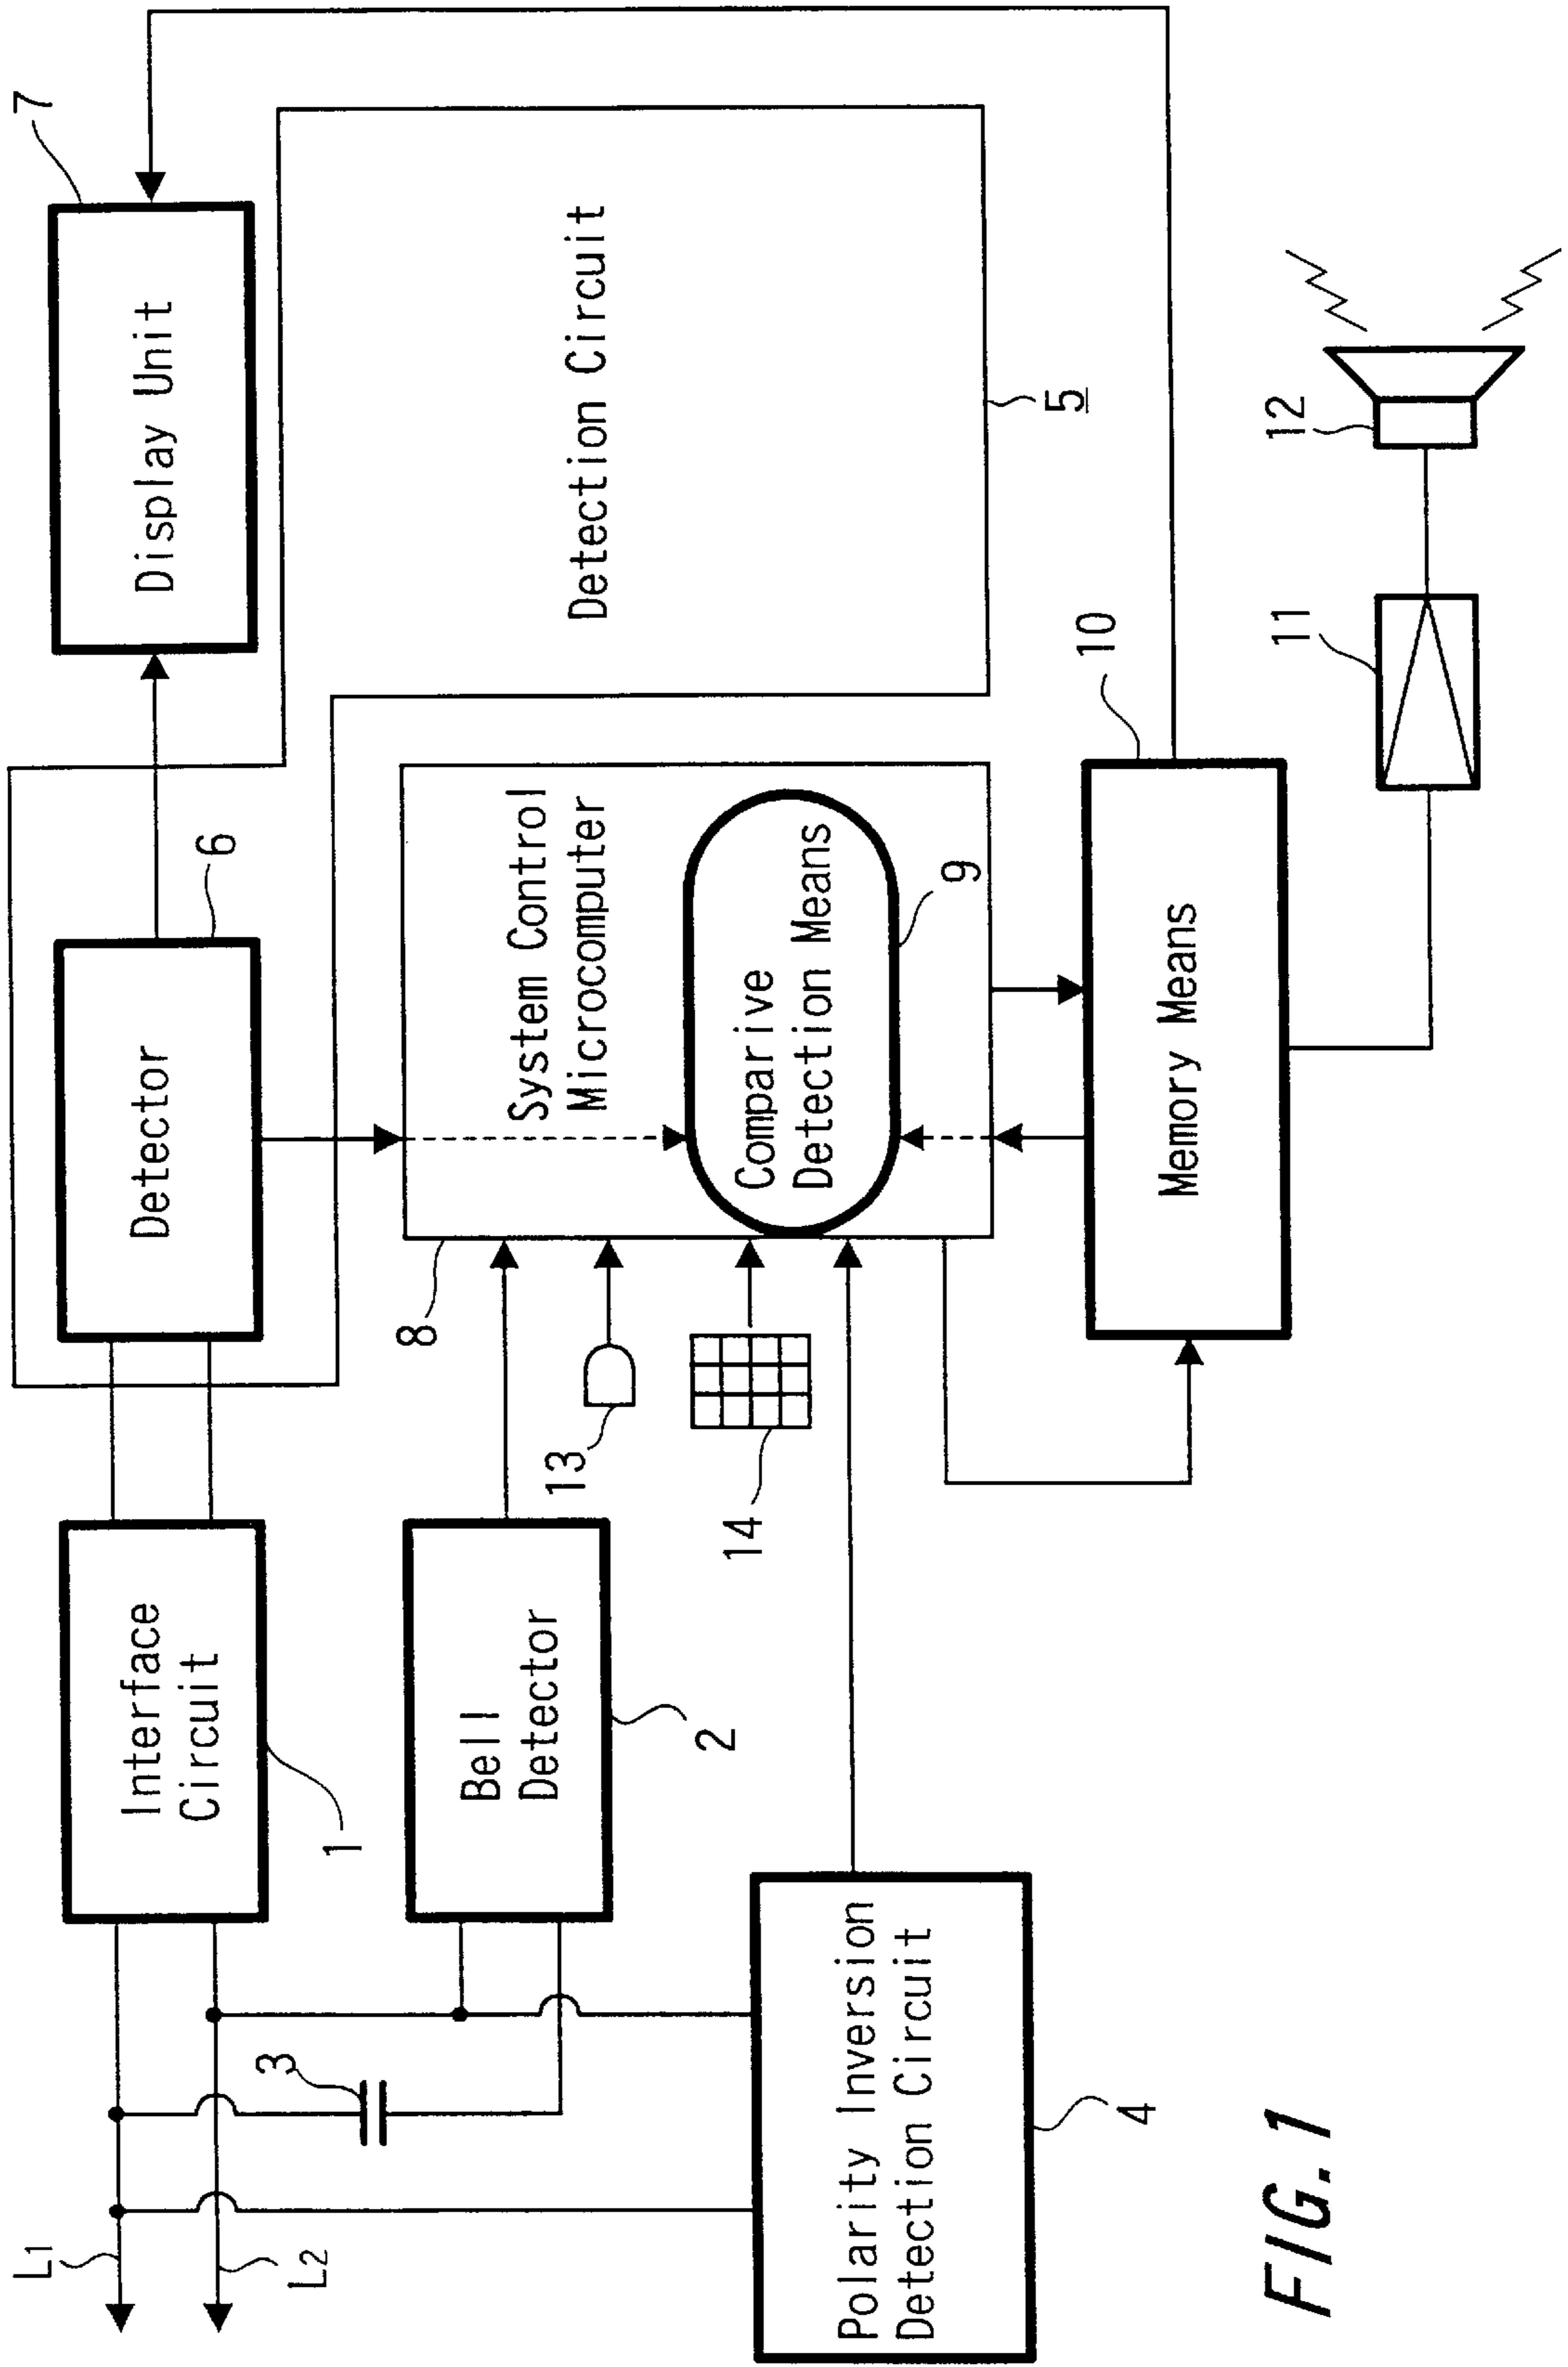 L1
L2
Interface
Circuit
1
Detector
6
Display Unit
7
Bell
Detector
2
3
Polarity Inversion
Detection Circuit
4
Detection Circuit
5
System Control
Microcomputer
8
Comparive
Detection Means
9
13
14
Memory Means
10
11
12
FIG.1